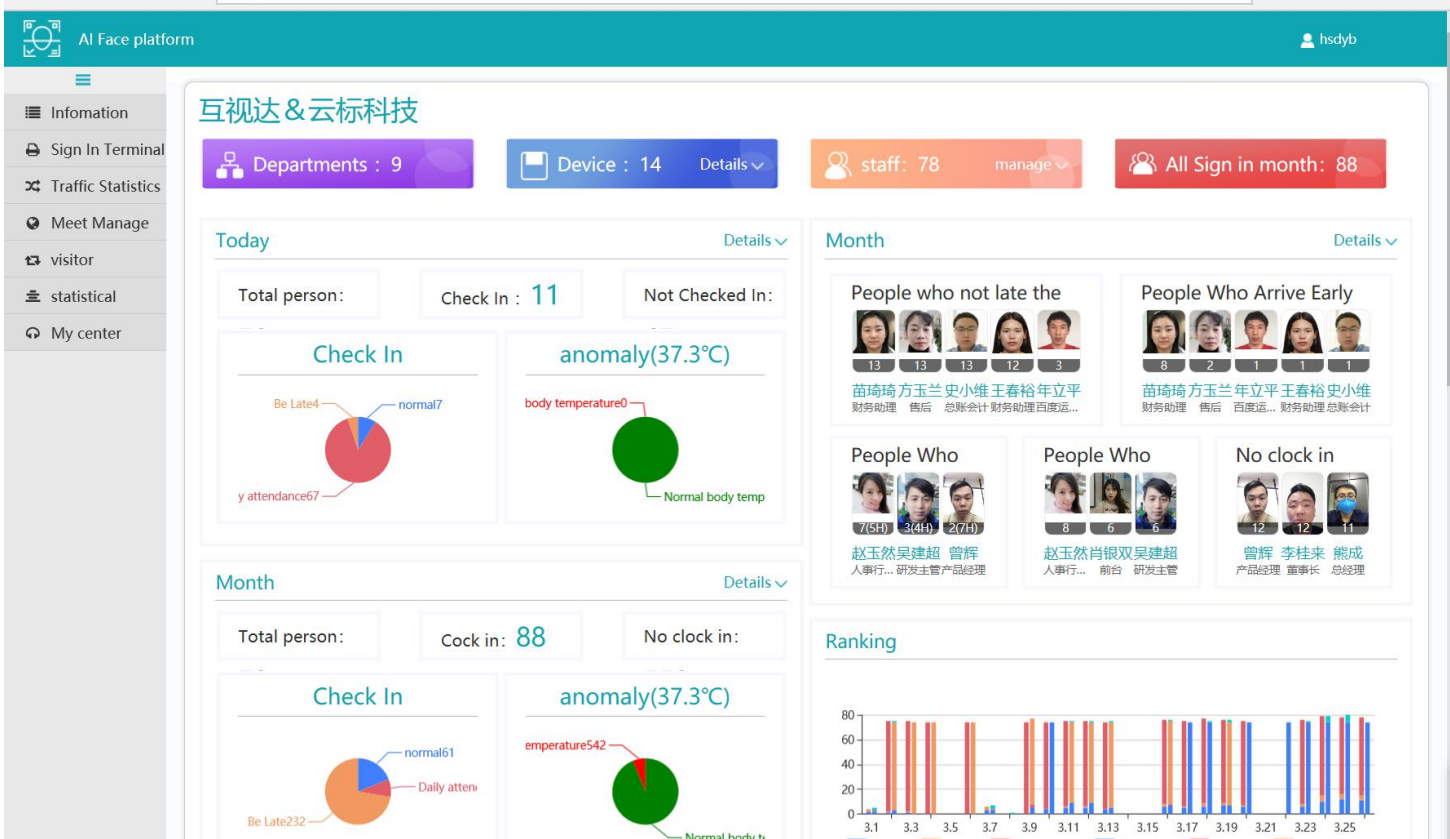 AI Face platform
hsdyb
Infomation
Sign In Terminal
Traffic Statistics
Meet Manage
visitor
statistical
My center
互视达&云标科技
Departments : 9
Device : 14 Details
staff: 78 manage
All Sign in month: 88
Today Details
Total person:
Check In : 11
Not Checked In:
Check In
Be Late4
normal7
y attendance67
anomaly(37.3℃)
body temperature0
Normal body temp
Month Details
Total person:
Cock in: 88
No clock in:
Check In
normal61
Daily atten
Be Late232
anomaly(37.3℃)
emperature542
Normal body t
Month Details
People who not late the
13 13 13 12 3
苗琦琦 方玉兰 史小维 王春裕 年立平
财务助理 售后 总账会计 财务助理 百度运...
People Who Arrive Early
8 2 1 1 1
苗琦琦 方玉兰 年立平 王春裕 史小维
财务助理 售后 百度运... 财务助理 总账会计
People Who
7(5H) 3(4H) 2(7H)
赵玉然 吴建超 曾辉
人事行... 研发主管 产品经理
People Who
8 6 6
赵玉然 肖银双 吴建超
人事行... 前台 研发主管
No clock in
12 12 11
曾辉 李桂来 熊成
产品经理 董事长 总经理
Ranking
80
60
40
20
0
3.1 3.3 3.5 3.7 3.9 3.11 3.13 3.15 3.17 3.19 3.21 3.23 3.25